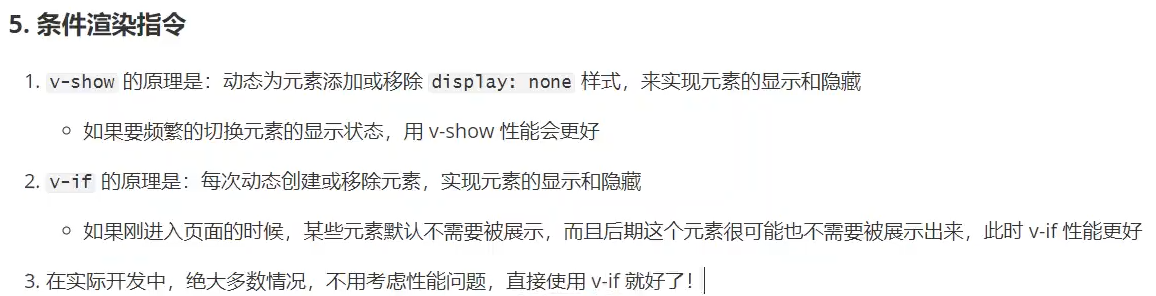 5. 条件渲染指令
1. v-show 的原理是：动态为元素添加或移除 display: none 样式，来实现元素的显示和隐藏
○ 如果要频繁的切换元素的显示状态，用 v-show 性能会更好
2. v-if 的原理是：每次动态创建或移除元素，实现元素的显示和隐藏
○ 如果刚进入页面的时候，某些元素默认不需要被展示，而且后期这个元素很可能也不需要被展示出来，此时 v-if 性能更好
3. 在实际开发中，绝大多数情况，不用考虑性能问题，直接使用 v-if 就好了！